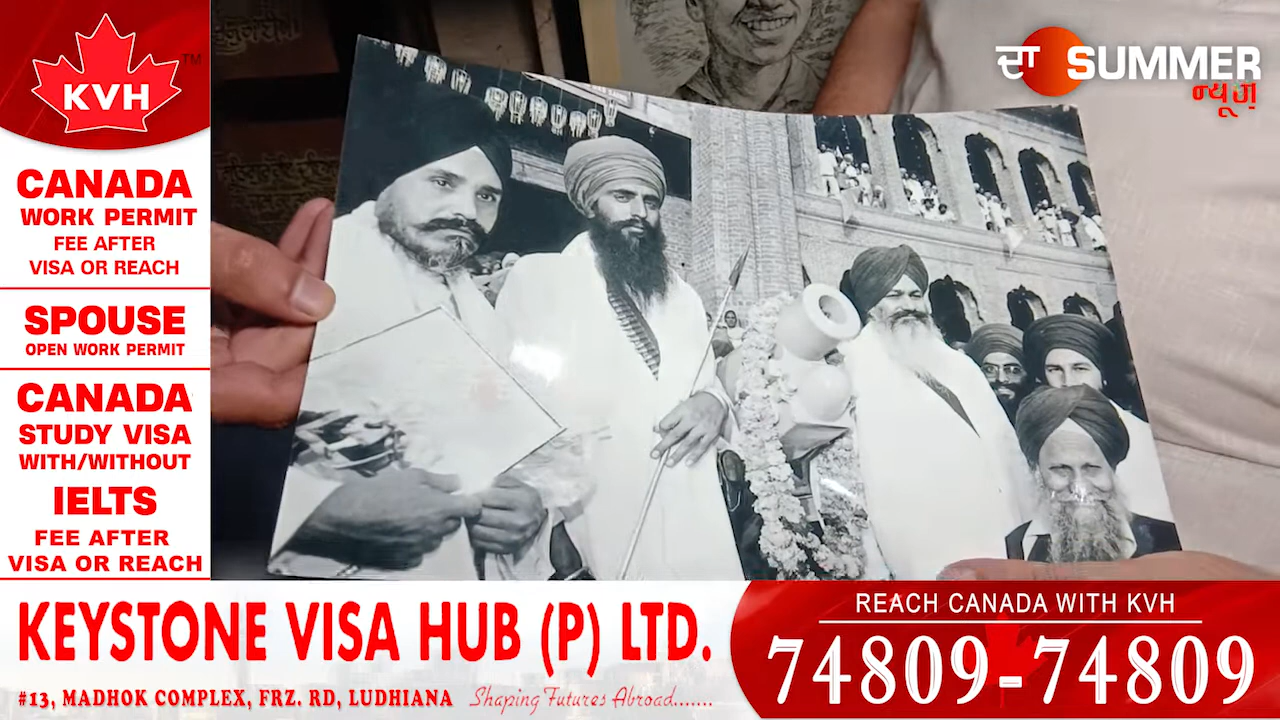 KVH
TM
CANADA
WORK PERMIT
FEE AFTER
VISA OR REACH
SPOUSE
OPEN WORK PERMIT
CANADA
STUDY VISA
WITH/WITHOUT
IELTS
FEE AFTER
VISA OR REACH
ਦਾ SUMMER
ਨਯੂਜ਼
KEYSTONE VISA HUB (P) LTD.
#13, MADHOK COMPLEX, FRZ. RD, LUDHIANA Shaping Futures Abroad.......
REACH CANADA WITH KVH
74809-74809